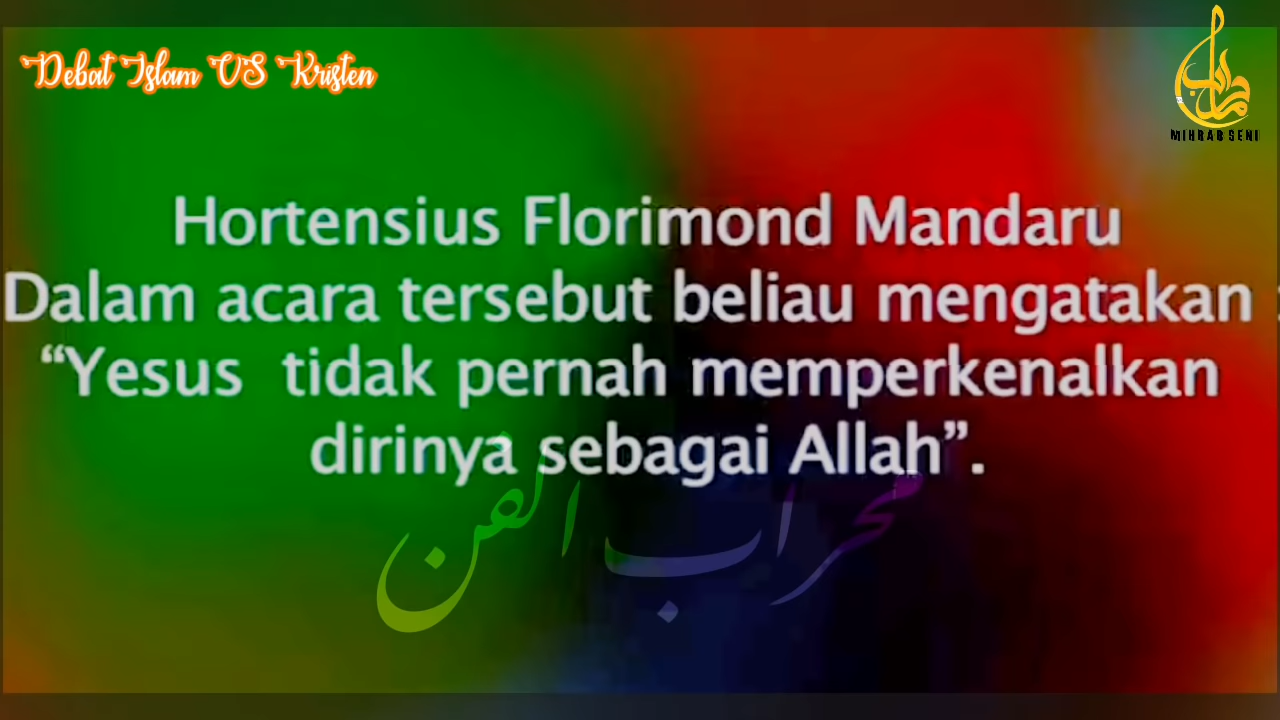 Debat Islam VS Kristen
MIHRAB SENI
Hortensius Florimond Mandaru
Dalam acara tersebut beliau mengatakan :
“Yesus tidak pernah memperkenalkan
dirinya sebagai Allah”.
محراب الفن